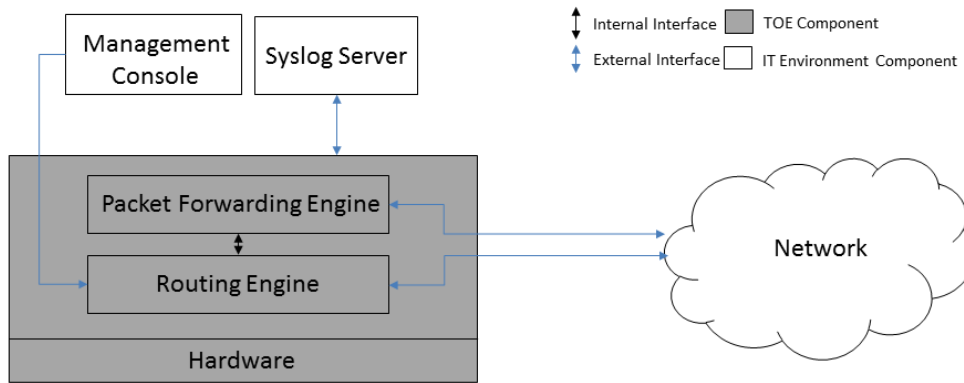 Management
Console
Syslog Server
Internal Interface
TOE Component
External Interface
IT Environment Component
Packet Forwarding Engine
Routing Engine
Network
Hardware